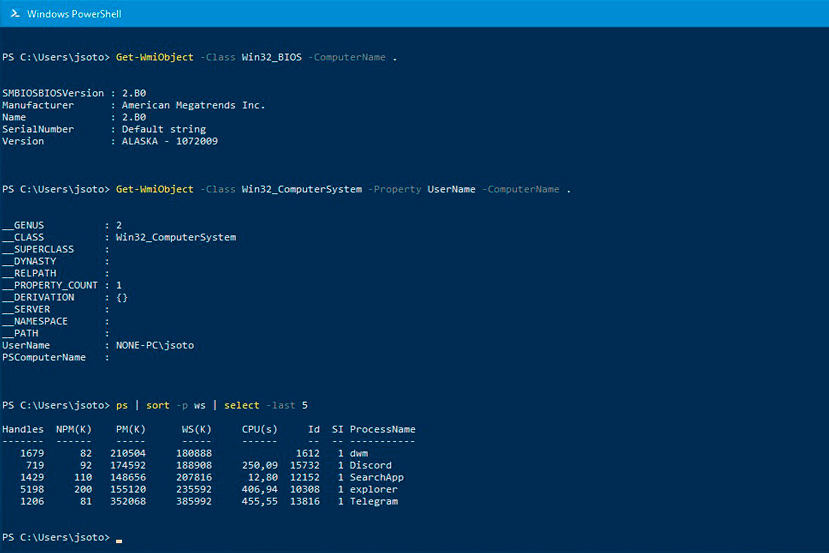 Windows PowerShell
PS C:\Users\jsoto> Get-WmiObject -Class Win32_BIOS -ComputerName .
SMBIOSBIOSVersion : 2.B0
Manufacturer      : American Megatrends Inc.
Name              : 2.B0
SerialNumber      : Default string
Version           : ALASKA - 1072009
PS C:\Users\jsoto> Get-WmiObject -Class Win32_ComputerSystem -Property UserName -ComputerName .
__GENUS          : 2
__CLASS          : Win32_ComputerSystem
__SUPERCLASS     :
__DYNASTY        :
__RELPATH        :
__PROPERTY_COUNT : 1
__DERIVATION     : {}
__SERVER         :
__NAMESPACE      :
__PATH           :
UserName         : NONE-PC\jsoto
PSComputerName   :
PS C:\Users\jsoto> ps | sort -p ws | select -last 5
Handles  NPM(K)    PM(K)      WS(K)     CPU(s)     Id  SI ProcessName
-------  ------    -----      -----     ------     --  -- -----------
   1679      82   210504     180888              1612   1 dwm
    719      92   174592     188908     250,09  15732   1 Discord
   1429     110   148656     207816      12,80  12152   1 SearchApp
   5198     200   155120     235592     406,94  10308   1 explorer
   1206      81   352068     385992     455,55  13816   1 Telegram
PS C:\Users\jsoto> _